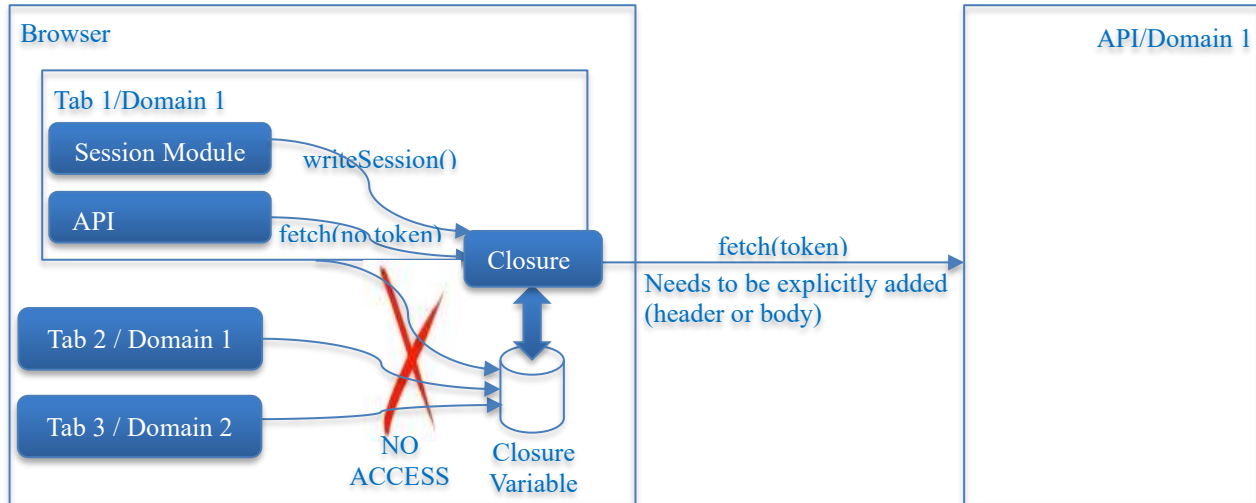 Browser
API/Domain 1
Tab 1/Domain 1
Session Module
writeSession()
API
fetch(no token)
Closure
fetch(token)
Needs to be explicitly added
(header or body)
Tab 2 / Domain 1
Tab 3 / Domain 2
NO
ACCESS
Closure
Variable